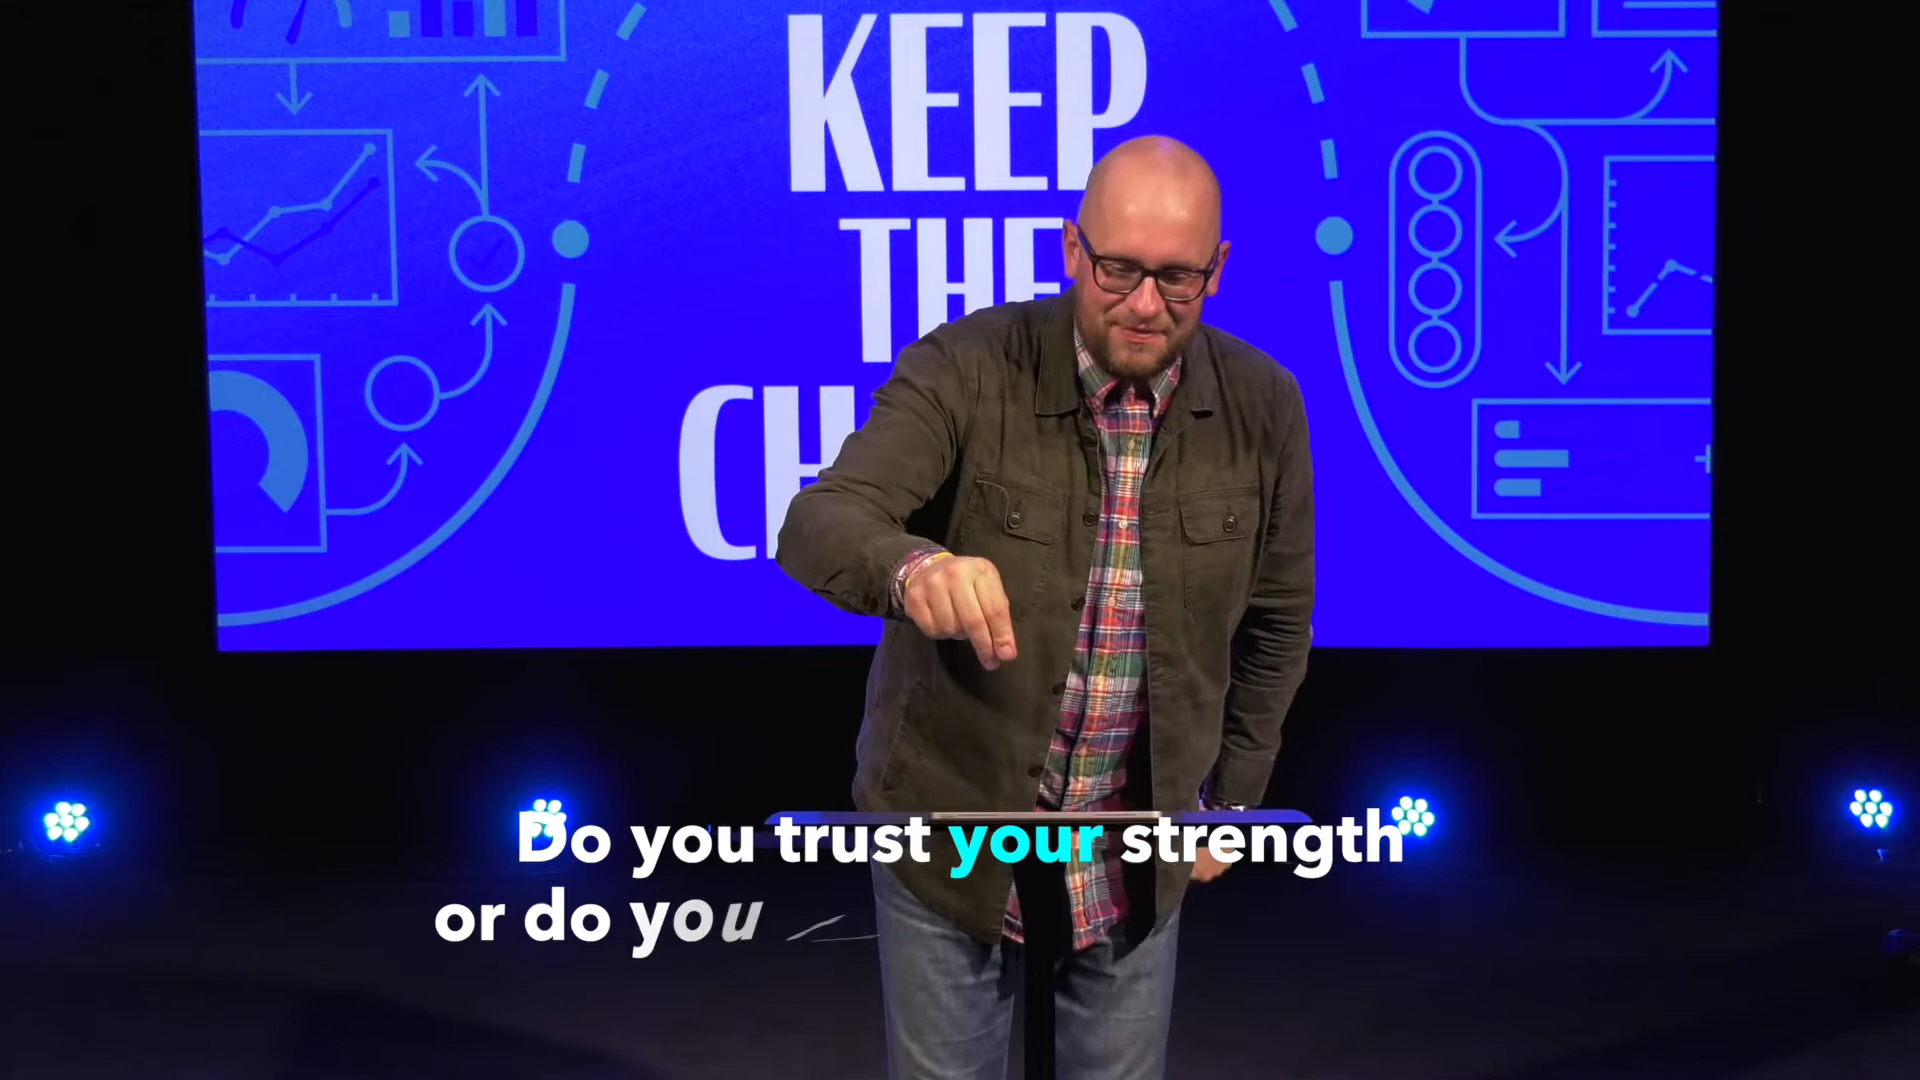 KEEP
THE
CH
Do you trust your strength
or do you